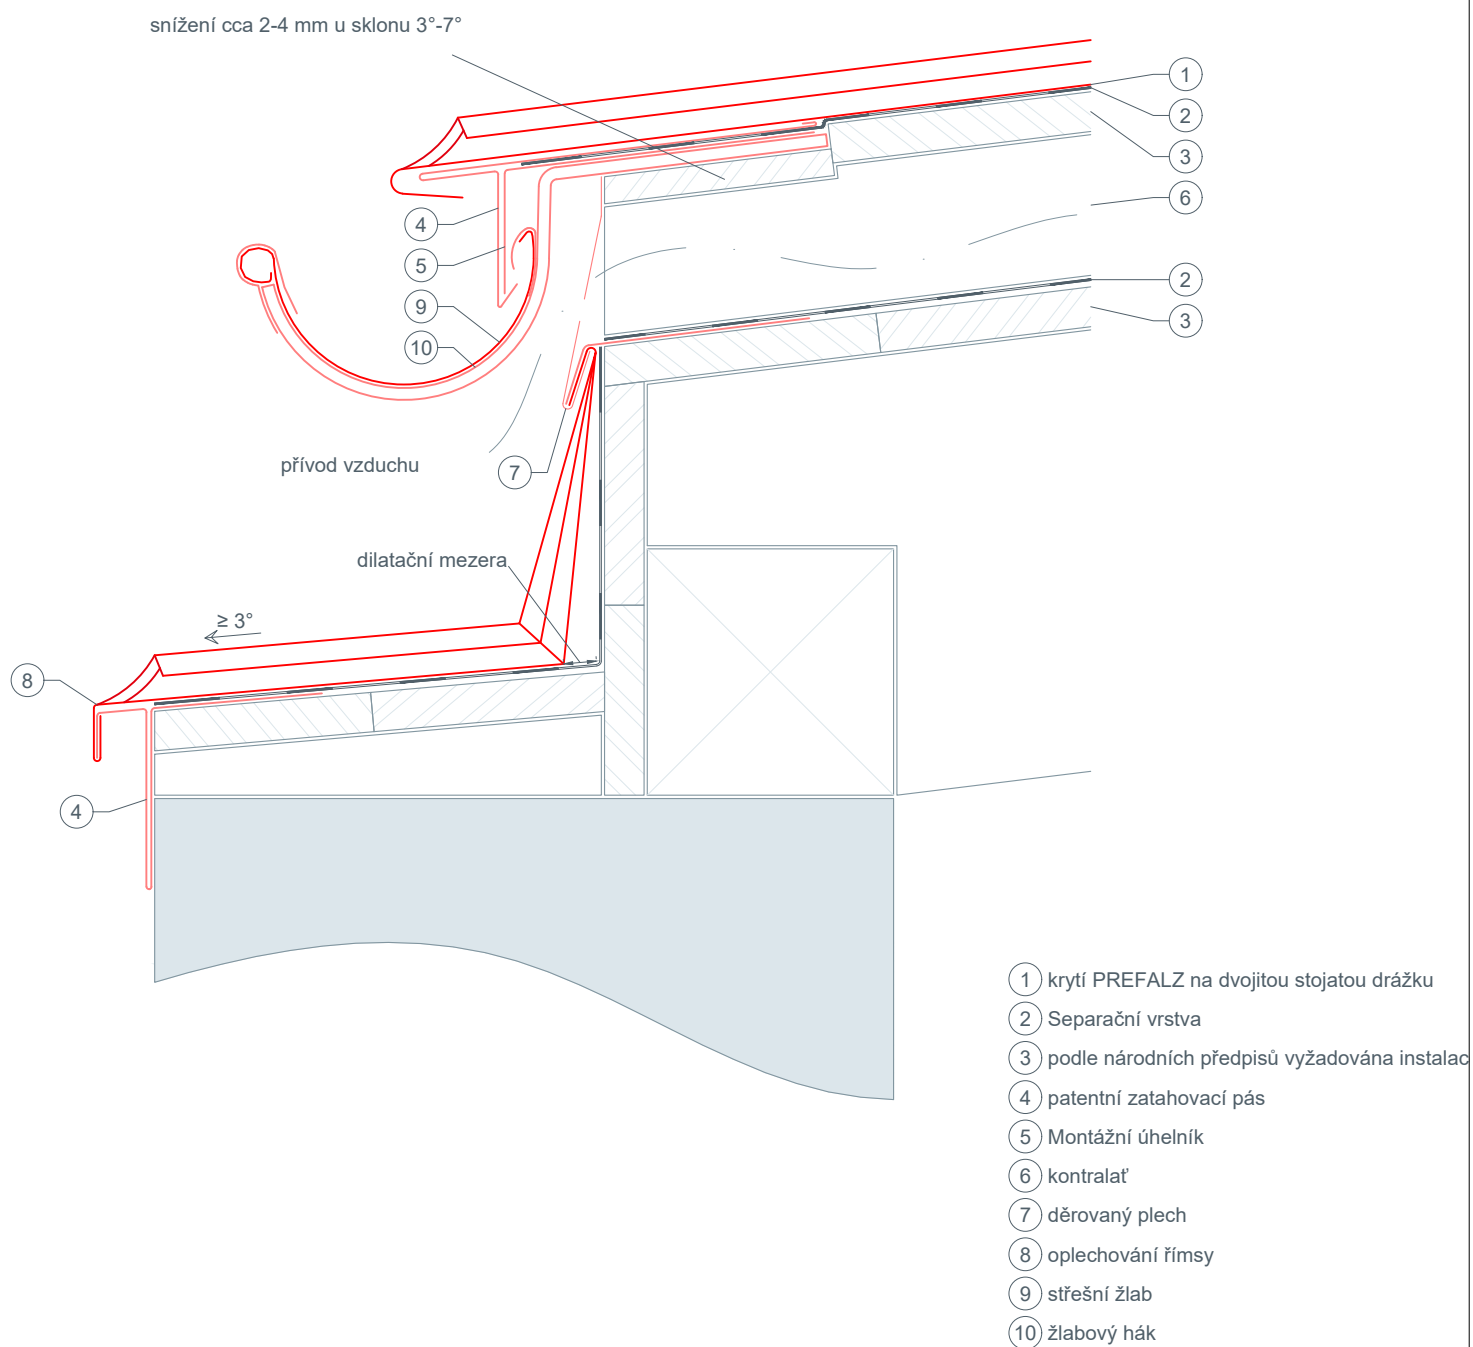 snížení cca 2-4 mm u sklonu 3°-7°
1
2
3
6
4
5
9
10
2
3
7
přívod vzduchu
dilatační mezera
≥ 3°
8
4
1 krytí PREFALZ na dvojitou stojatou drážku
2 Separační vrstva
3 podle národních předpisů vyžadována instalac
4 patentní zatahovací pás
5 Montážní úhelník
6 kontralať
7 děrovaný plech
8 oplechování římsy
9 střešní žlab
10 žlabový hák